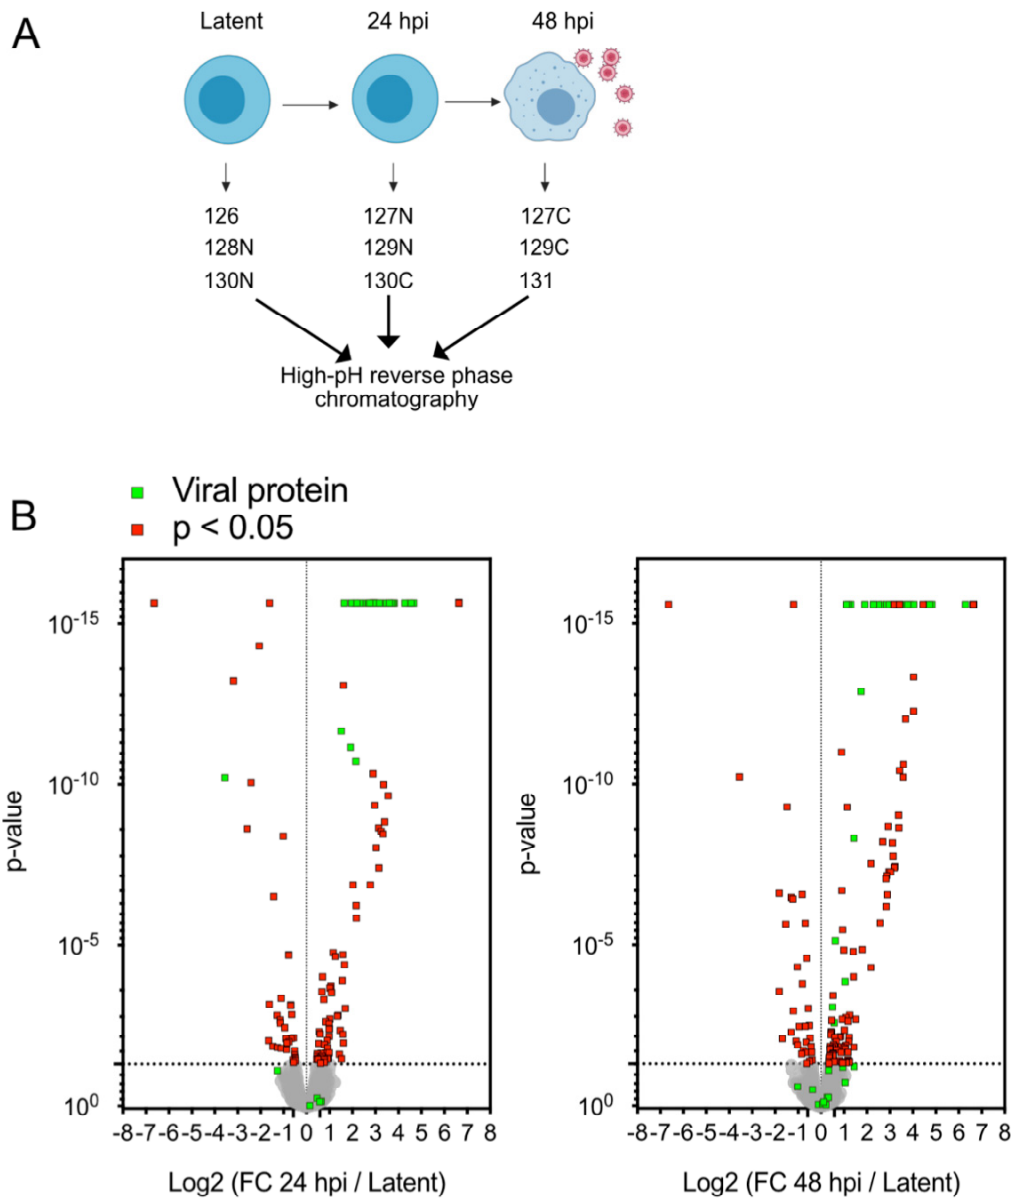 A
Latent 24 hpi 48 hpi
126 127N 127C
128N 129N 129C
130N 130C 131
High-pH reverse phase
chromatography
B
Viral protein
p < 0.05
p-value
10-15
10-10
10-5
100
-8 -7 -6 -5 -4 -3 -2 -1 0 1 2 3 4 5 6 7 8
Log2 (FC 24 hpi / Latent)
p-value
10-15
10-10
10-5
100
-8 -7 -6 -5 -4 -3 -2 -1 0 1 2 3 4 5 6 7 8
Log2 (FC 48 hpi / Latent)